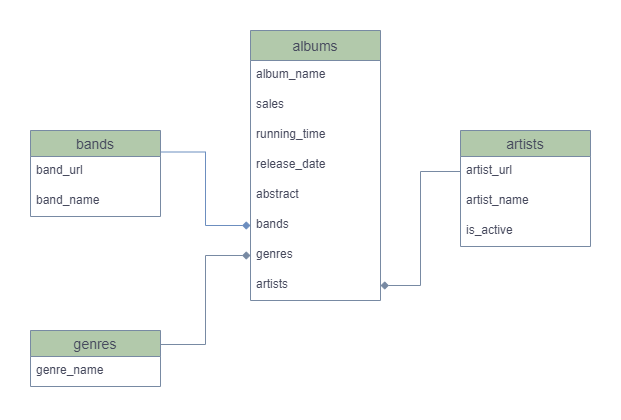 albums
album_name
sales
running_time
release_date
abstract
bands
genres
artists
bands
band_url
band_name
artists
artist_url
artist_name
is_active
genres
genre_name